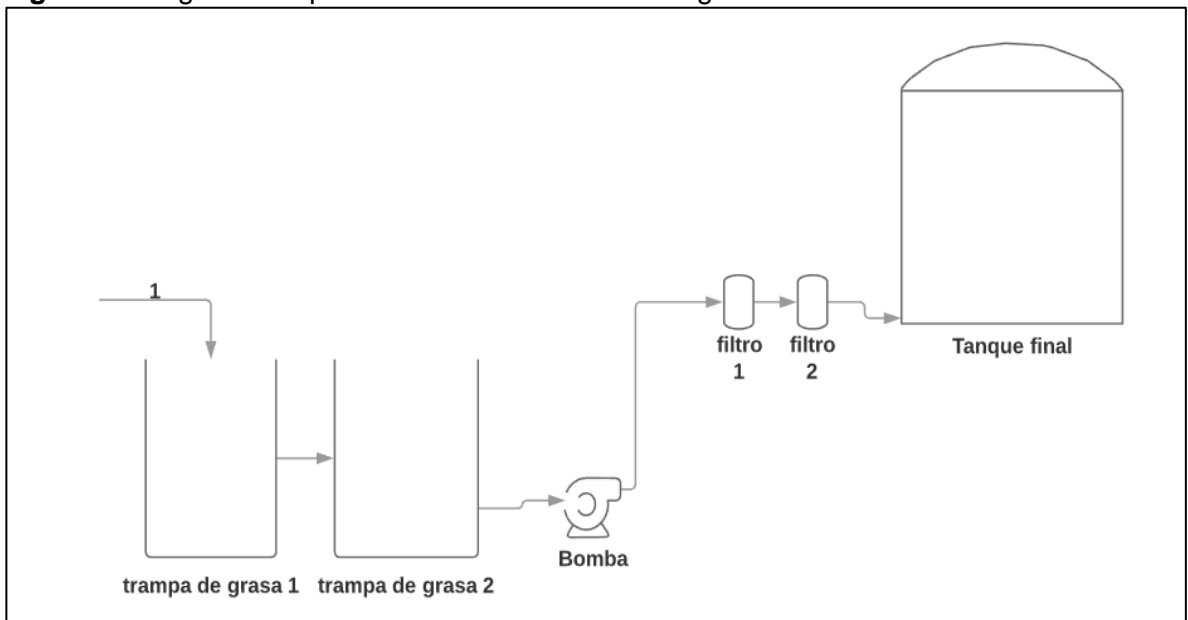 1
filtro
1
filtro
2
Tanque final
Bomba
trampa de grasa 1
trampa de grasa 2